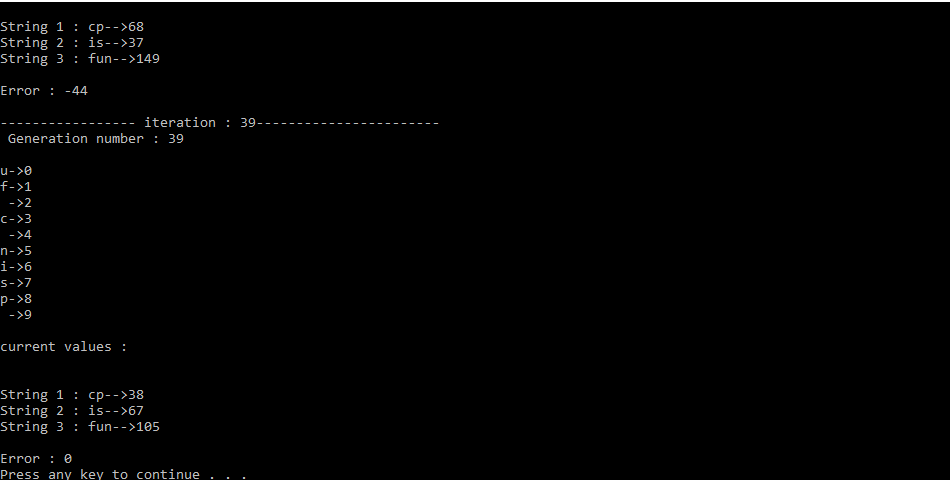 String 1 : cp-->68
String 2 : is-->37
String 3 : fun-->149
Error : -44
----------------- iteration : 39-----------------------
Generation number : 39
u->0
f->1
->2
c->3
->4
n->5
i->6
s->7
p->8
->9
current values :
String 1 : cp-->38
String 2 : is-->67
String 3 : fun-->105
Error : 0
Press any key to continue . . .